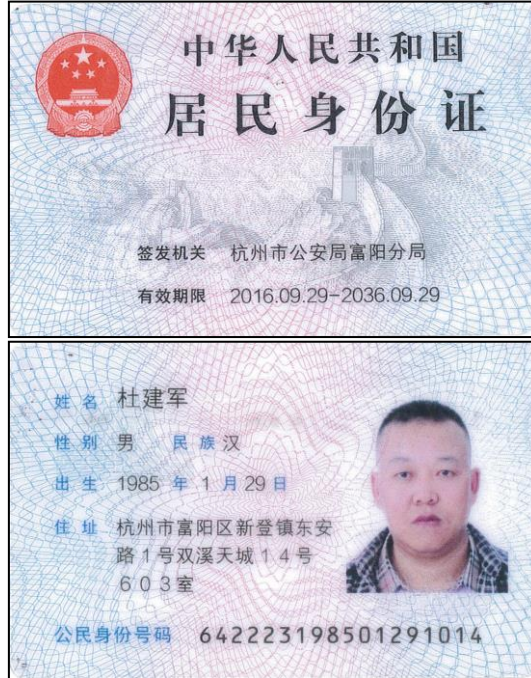 中华人民共和国
居民身份证
签发机关 杭州市公安局富阳分局
有效期限 2016.09.29-2036.09.29
姓名 杜建军
性别 男 民族 汉
出生 1985 年 1 月 29 日
住址 杭州市富阳区新登镇东安
路1号双溪天城14号
603室
公民身份号码 642223198501291014